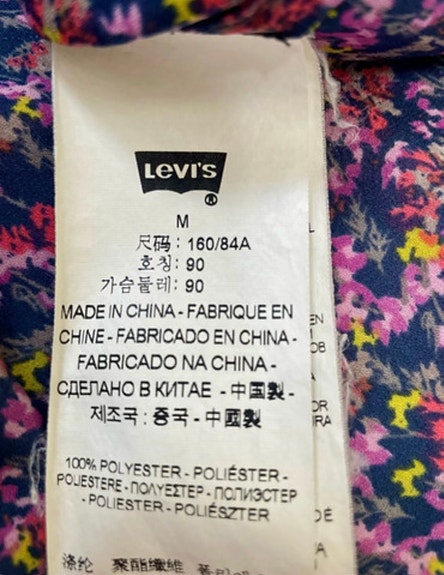 Levi's
®
M
尺码: 160/84A
호칭: 90
가슴둘레: 90
MADE IN CHINA - FABRIQUE EN
CHINE - FABRICADO EN CHINA -
FABRICADO NA CHINA -
СДЕЛАНО В КИТАЕ - 中国製 -
제조국 : 중국 - 中國製
100% POLYESTER - POLIÉSTER -
POLIESTERE - ПОЛУЕСТЕР - ПОЛИЭСТЕР
- POLIESTER - POLIÉSZTER
涤纶 聚酯纖維